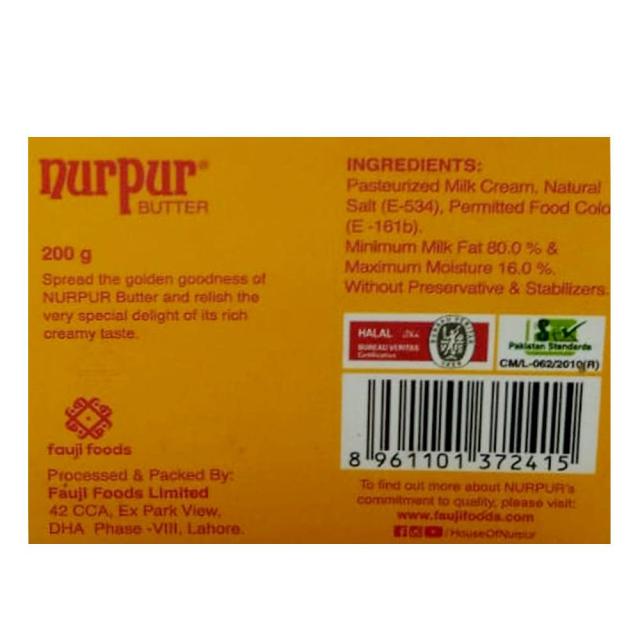 nurpur®
BUTTER
200 g
Spread the golden goodness of
NURPUR Butter and relish the
very special delight of its rich
creamy taste.
fauji foods
Processed & Packed By:
Fauji Foods Limited
42 CCA, Ex Park View,
DHA Phase -VIII, Lahore.
INGREDIENTS:
Pasteurized Milk Cream, Natural
Salt (E-534), Permitted Food Colo
(E -161b).
Minimum Milk Fat 80.0 % &
Maximum Moisture 16.0 %.
Without Preservative & Stabilizers.
HALAL
BUREAU VERITAS
Certification
Pakistan Standards
CM/L-062/2010(R)
8 961101 372415
To find out more about NURPUR's
commitment to quality, please visit:
www.faujifoods.com
/HouseOfNurpur